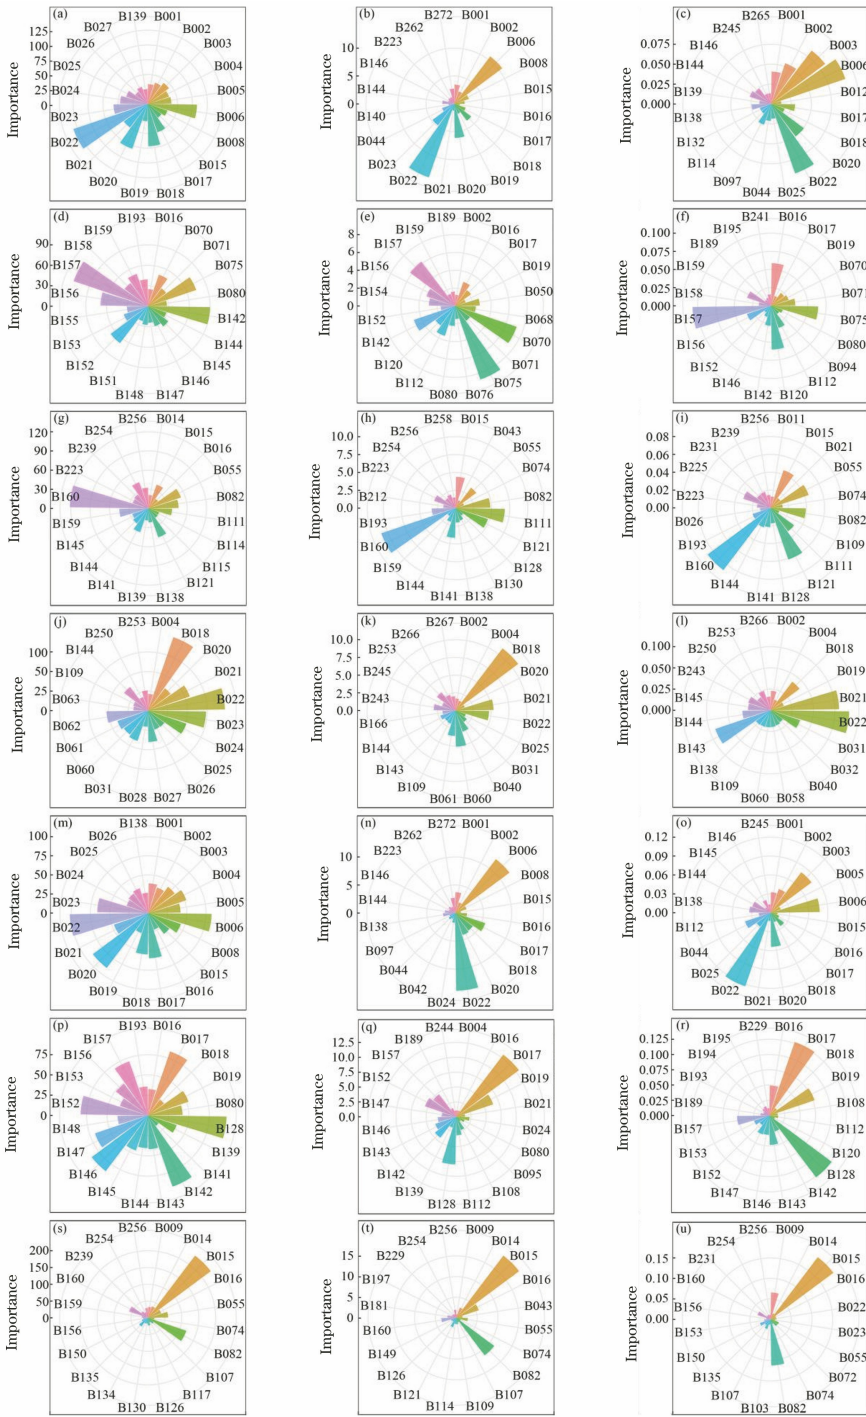 (a) B139 B001 B002 B003 B004 B005 B006 B008 B015 B017 B018 B019 B020 B021 B022 B023 B024 B025 B026 B027
125 100 75 50 25 0
Importance
(b) B272 B001 B002 B006 B008 B015 B016 B017 B018 B019 B020 B021 B022 B023 B044 B140 B144 B146 B223 B262
10 5 0
Importance
(c) B265 B001 B002 B003 B006 B012 B017 B018 B020 B022 B025 B044 B097 B114 B132 B138 B139 B144 B146 B245
0.075 0.050 0.025 0.000
Importance
(d) B193 B016 B070 B071 B075 B080 B142 B144 B145 B146 B147 B148 B151 B152 B153 B155 B156 B157 B158 B159
90 60 30 0
Importance
(e) B189 B002 B016 B017 B019 B050 B068 B070 B071 B075 B076 B080 B112 B120 B142 B152 B154 B156 B157 B159
8 6 4 2 0
Importance
(f) B241 B016 B017 B019 B070 B071 B075 B080 B094 B112 B120 B142 B146 B152 B156 B157 B158 B159 B189 B195
0.100 0.075 0.050 0.025 0.000
Importance
(g) B256 B014 B015 B016 B055 B082 B111 B114 B115 B121 B138 B139 B141 B144 B145 B159 B160 B223 B239 B254
120 90 60 30 0
Importance
(h) B258 B015 B043 B055 B074 B082 B111 B121 B128 B130 B138 B141 B144 B159 B160 B193 B212 B223 B254 B256
10.0 7.5 5.0 2.5 0.0
Importance
(i) B256 B011 B015 B021 B055 B074 B082 B109 B111 B121 B128 B141 B144 B160 B193 B026 B223 B225 B231 B239
0.08 0.06 0.04 0.02 0.00
Importance
(j) B253 B004 B018 B020 B021 B022 B023 B024 B025 B026 B027 B028 B031 B060 B061 B062 B063 B109 B144 B250
100 75 50 25 0
Importance
(k) B267 B002 B004 B018 B020 B021 B022 B025 B031 B040 B060 B061 B109 B143 B144 B166 B243 B245 B253 B266
10.0 7.5 5.0 2.5 0.0
Importance
(l) B266 B002 B004 B018 B019 B021 B022 B031 B032 B040 B058 B060 B109 B138 B143 B144 B145 B243 B250 B253
0.100 0.050 0.025 0.000
Importance
(m) B138 B001 B002 B003 B004 B005 B006 B008 B015 B016 B017 B018 B019 B020 B021 B022 B023 B024 B025 B026
100 75 50 25 0
Importance
(n) B272 B001 B002 B006 B008 B015 B016 B017 B018 B020 B022 B024 B042 B044 B097 B138 B144 B146 B223 B262
10 5 0
Importance
(o) B245 B001 B002 B003 B005 B006 B015 B016 B017 B018 B020 B021 B022 B025 B044 B112 B138 B144 B145 B146
0.12 0.09 0.06 0.03 0.00
Importance
(p) B193 B016 B017 B018 B019 B080 B128 B139 B141 B142 B143 B144 B145 B146 B147 B148 B152 B153 B156 B157
75 50 25 0
Importance
(q) B244 B004 B016 B017 B019 B021 B024 B080 B095 B108 B112 B128 B139 B142 B143 B146 B147 B152 B157 B189
12.5 10.0 7.5 5.0 2.5 0.0
Importance
(r) B229 B016 B017 B018 B108 B112 B120 B128 B142 B143 B146 B147 B152 B153 B157 B189 B193 B194 B195
0.125 0.100 0.075 0.050 0.025 0.000
Importance
(s) B256 B009 B014 B015 B016 B055 B074 B082 B107 B117 B126 B130 B134 B135 B150 B156 B159 B160 B239 B254
200 150 100 50 0
Importance
(t) B256 B009 B014 B015 B016 B043 B055 B074 B082 B107 B109 B114 B121 B126 B149 B160 B181 B197 B229 B254
15 10 5 0
Importance
(u) B256 B009 B014 B015 B016 B022 B023 B055 B072 B074 B082 B103 B107 B135 B150 B153 B156 B160 B231 B254
0.15 0.10 0.05 0.00
Importance